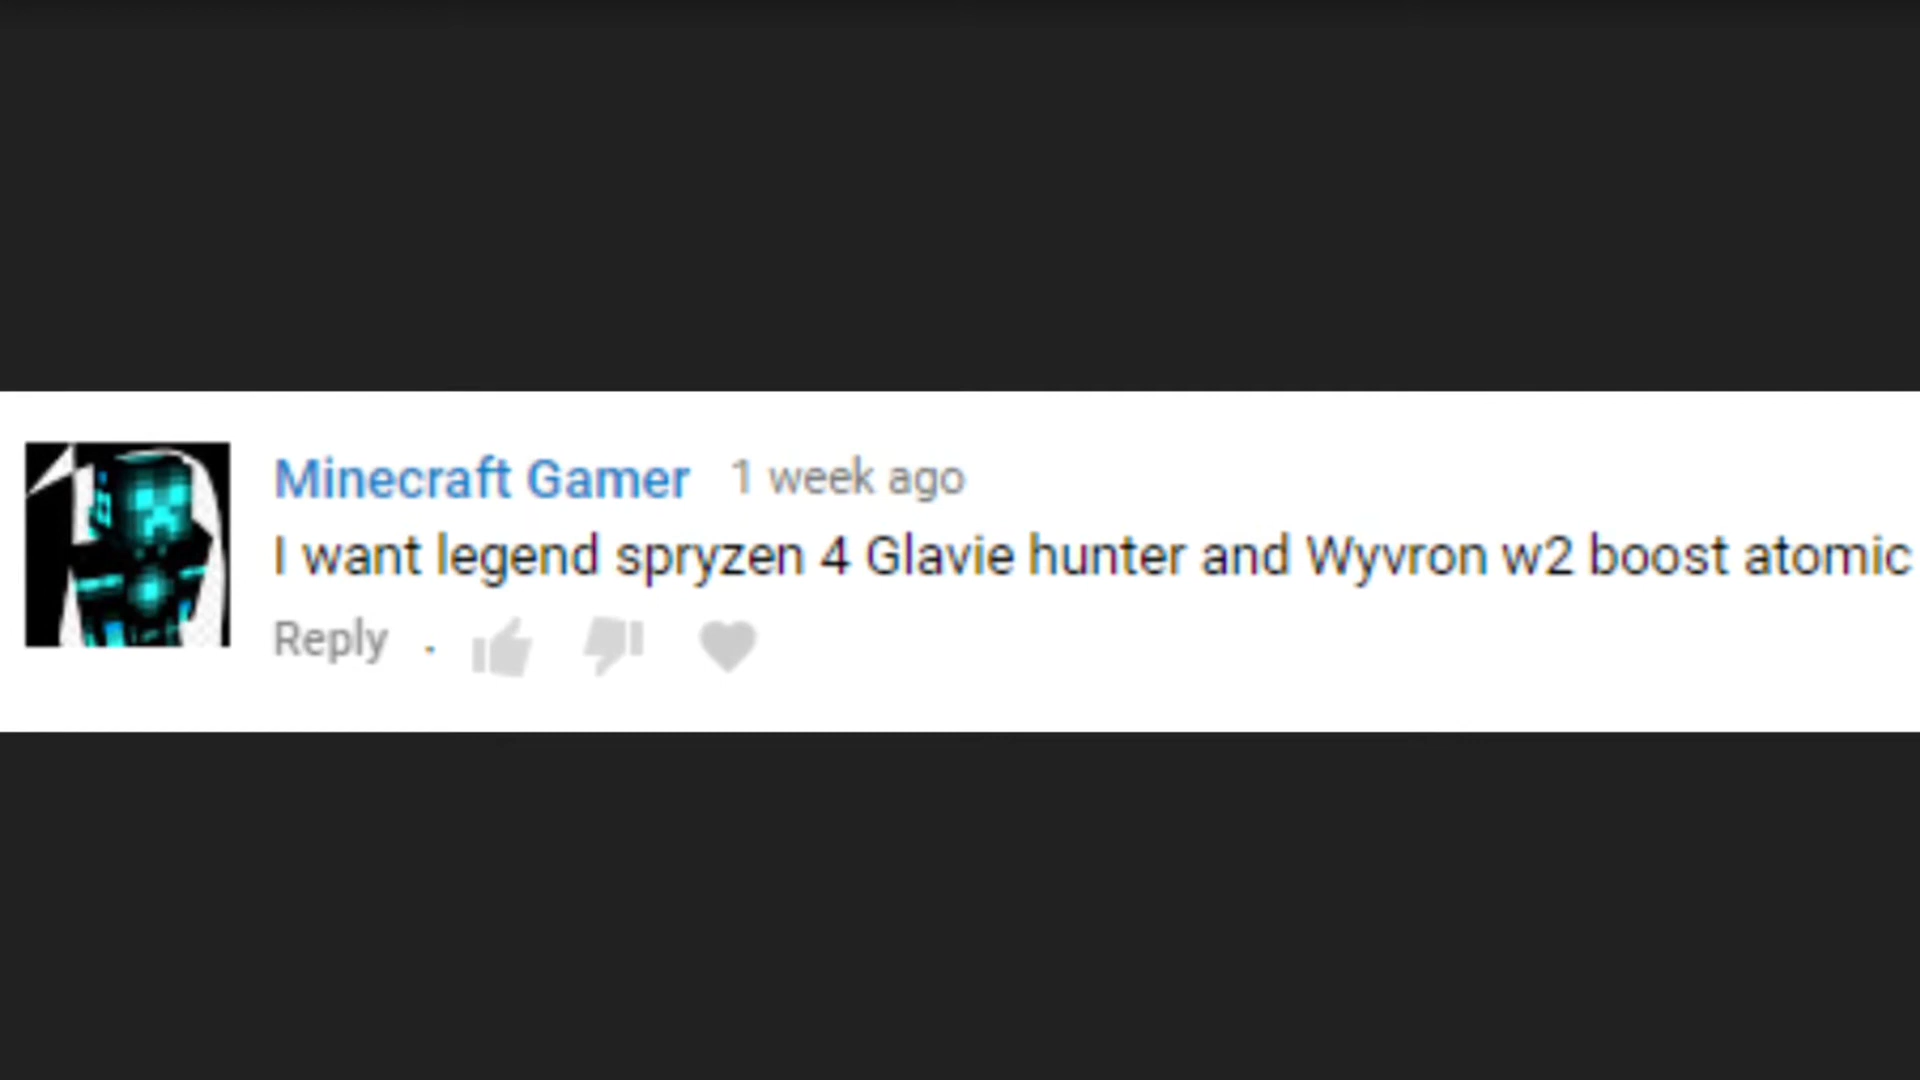 Minecraft Gamer 1 week ago
I want legend spryzen 4 Glavie hunter and Wyvron w2 boost atomic
Reply .